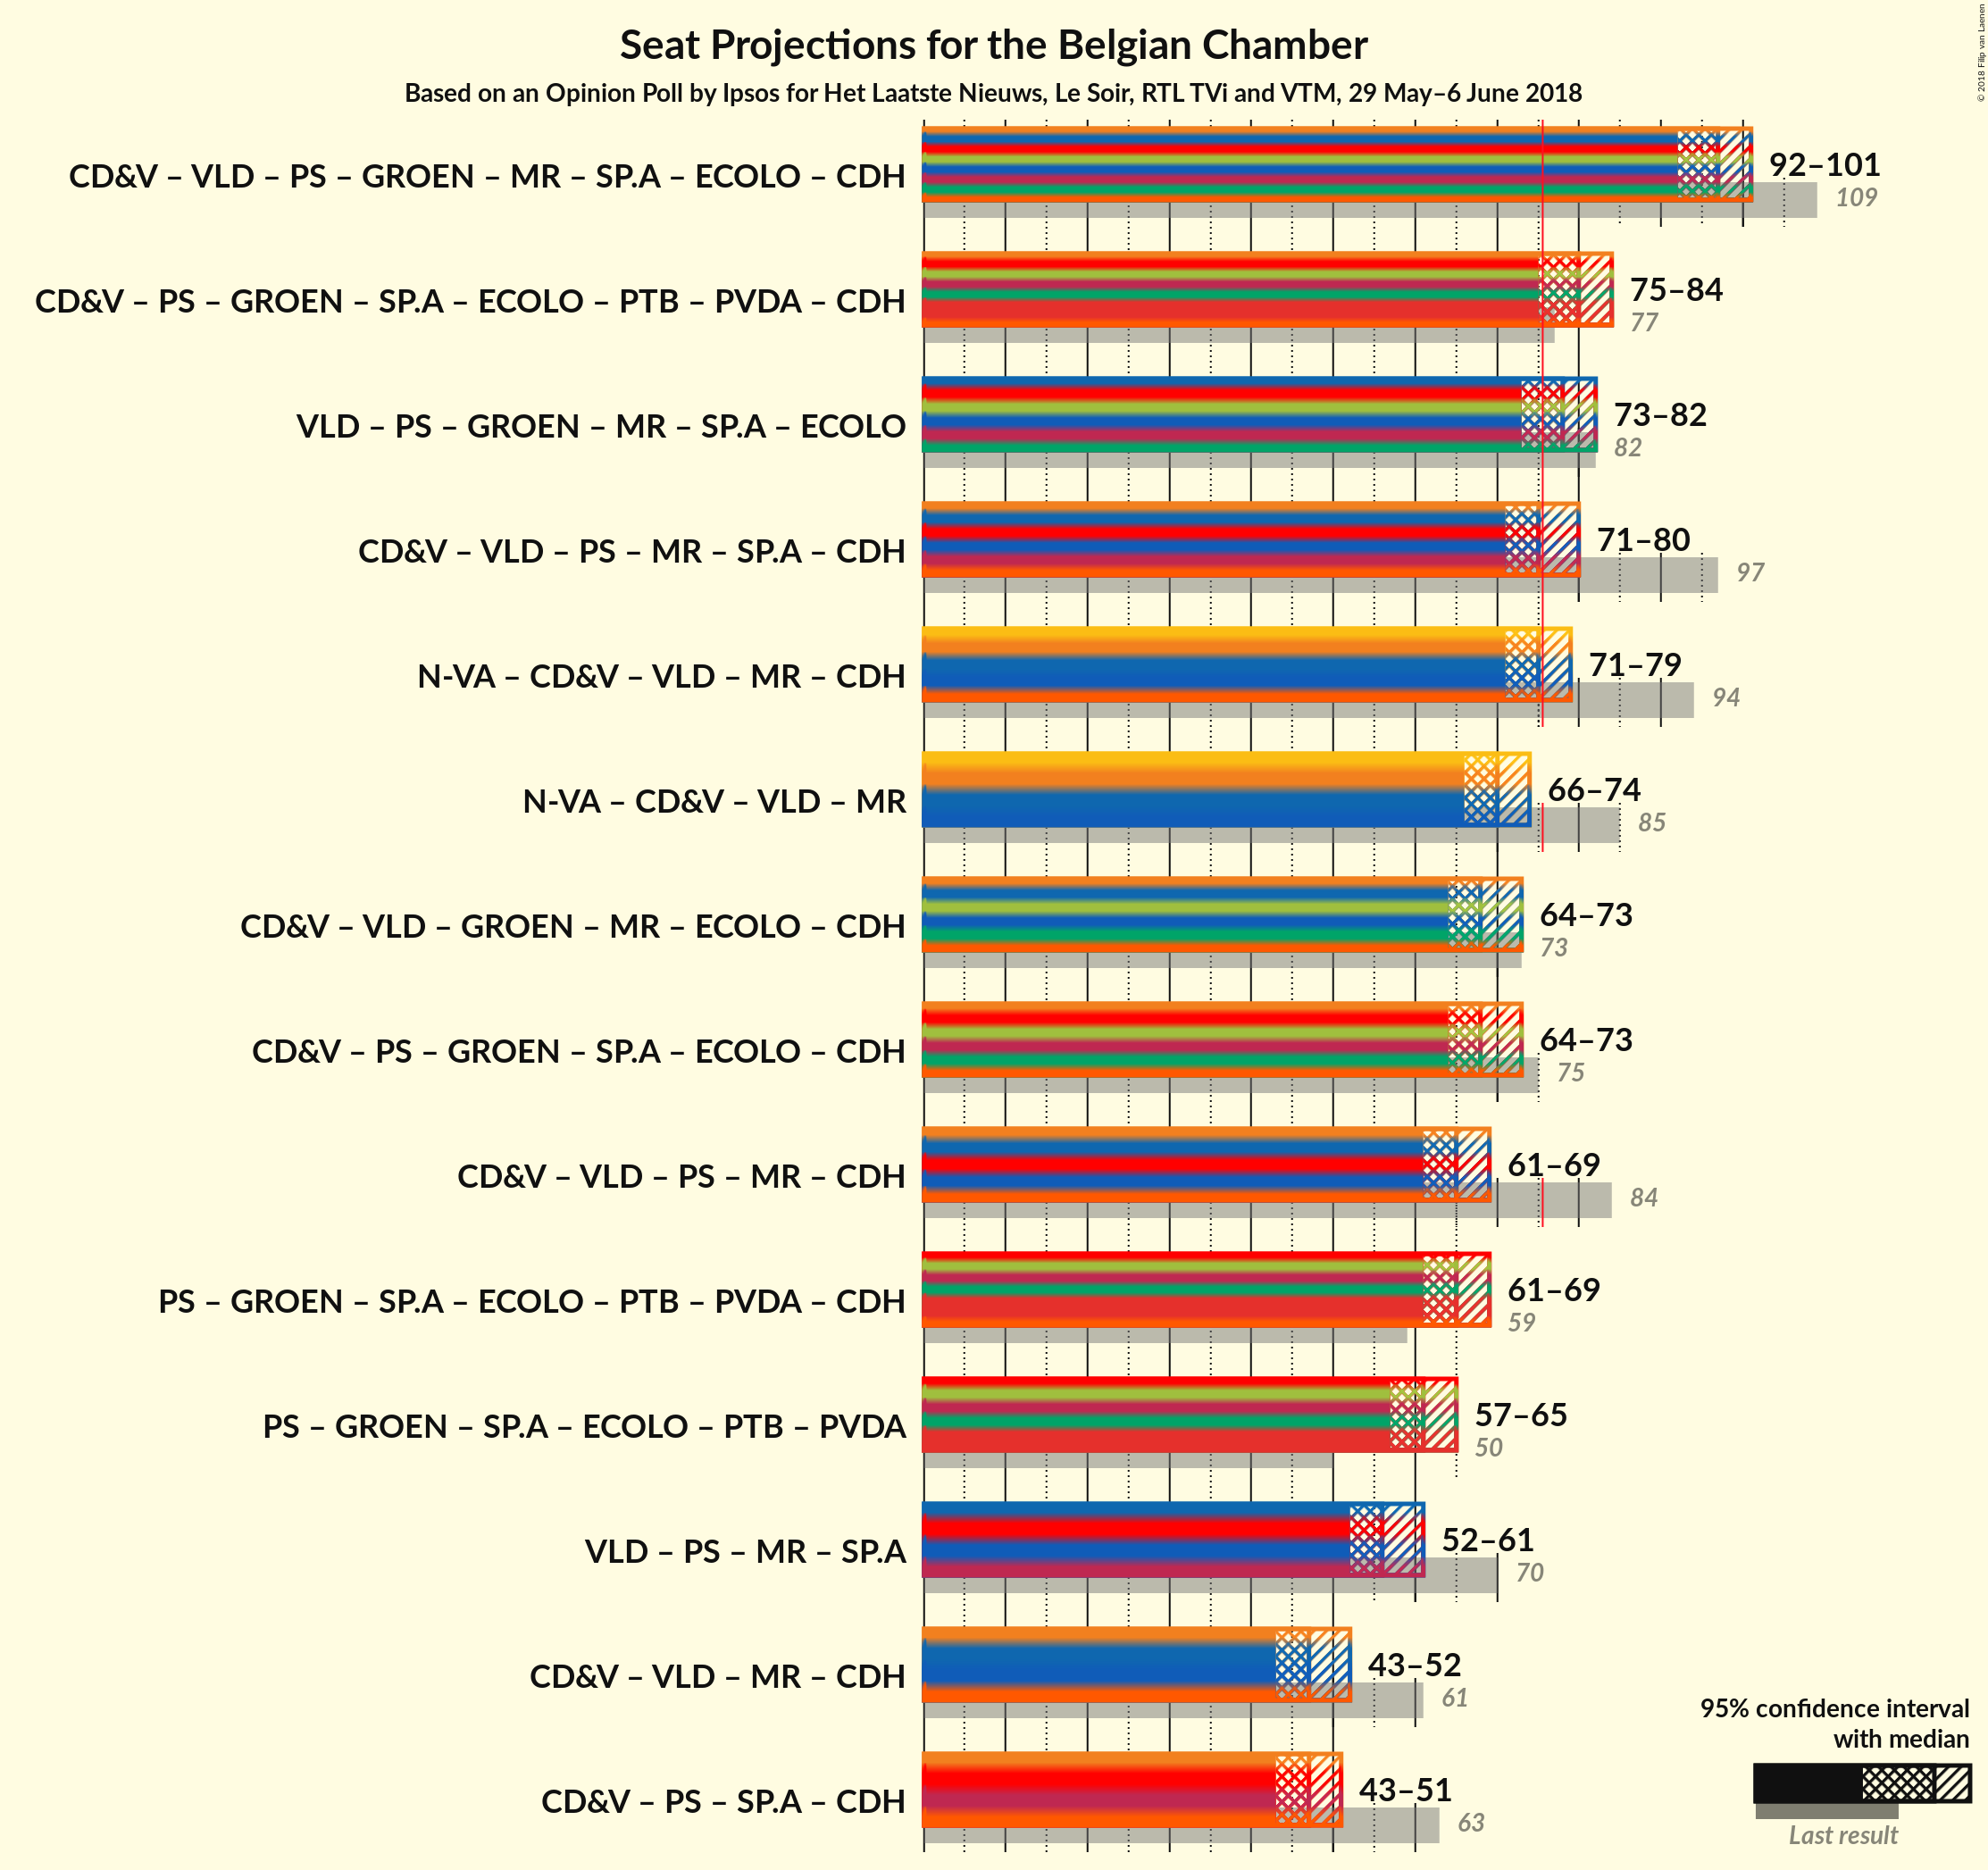 Seat Projections for the Belgian Chamber
Based on an Opinion Poll by Ipsos for Het Laatste Nieuws, Le Soir, RTL TVi and VTM, 29 May–6 June 2018
© 2018 Filip van Laenen
CD&V – VLD – PS – GROEN – MR – SP.A – ECOLO – CDH
92–101
109
CD&V – PS – GROEN – SP.A – ECOLO – PTB – PVDA – CDH
75–84
77
VLD – PS – GROEN – MR – SP.A – ECOLO
73–82
82
CD&V – VLD – PS – MR – SP.A – CDH
71–80
97
N-VA – CD&V – VLD – MR – CDH
71–79
94
N-VA – CD&V – VLD – MR
66–74
85
CD&V – VLD – GROEN – MR – ECOLO – CDH
64–73
73
CD&V – PS – GROEN – SP.A – ECOLO – CDH
64–73
75
CD&V – VLD – PS – MR – CDH
61–69
84
PS – GROEN – SP.A – ECOLO – PTB – PVDA – CDH
61–69
59
PS – GROEN – SP.A – ECOLO – PTB – PVDA
57–65
50
VLD – PS – MR – SP.A
52–61
70
CD&V – VLD – MR – CDH
43–52
61
CD&V – PS – SP.A – CDH
43–51
63
95% confidence interval
with median
Last result